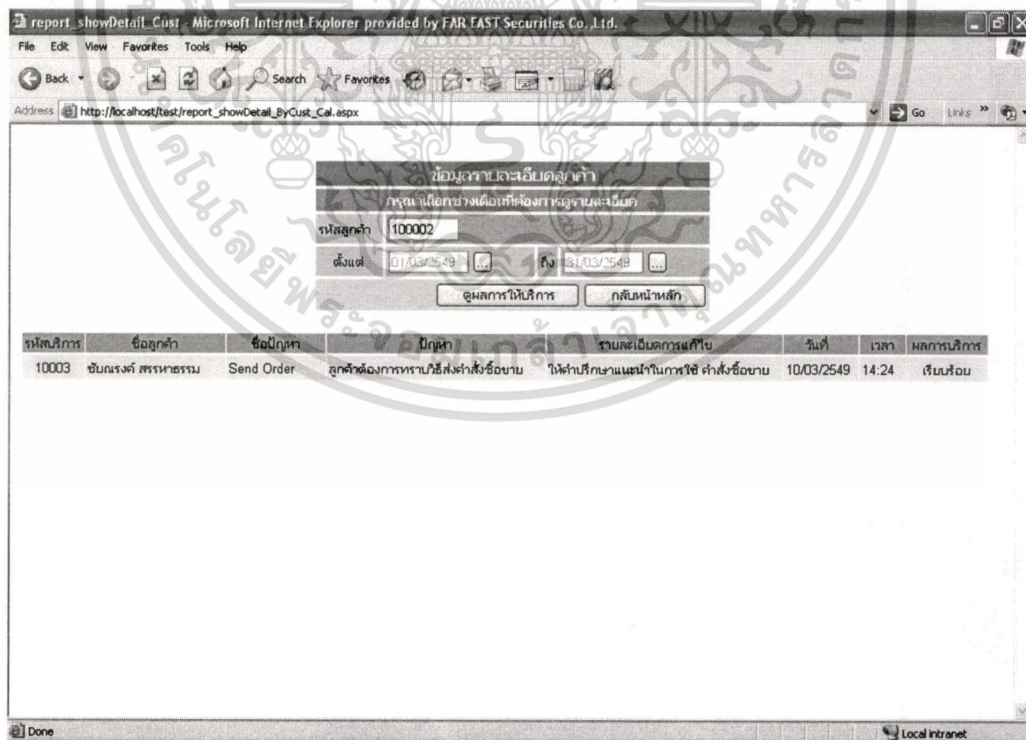 report_showDetail_Cust - Microsoft Internet Explorer provided by FAR EAST Securities Co.,Ltd.
File Edit View Favorites Tools Help
Back Search Favorites
Address http://localhost/test/report_showDetail_ByCust_Cal.aspx Go Links »
ข้อมูลรายละเอียดลูกค้า
กรุณาเลือกช่วงเดือนที่ต้องการดูรายละเอียด
รหัสลูกค้า 100002
ตั้งแต่ 01/03/2549 ... ถึง 31/03/2549 ...
ดูผลการให้บริการ กลับหน้าหลัก
รหัสบริการ ชื่อลูกค้า ชื่อปัญหา ปัญหา รายละเอียดการแก้ไข วันที่ เวลา ผลการบริการ
10003 ชัยณรงค์ สรรหาธรรม Send Order ลูกค้าต้องการทราบวิธีส่งคำสั่งซื้อขาย ให้คำปรึกษาแนะนำในการใช้ คำสั่งซื้อขาย 10/03/2549 14:24 เรียบร้อย
Done Local intranet